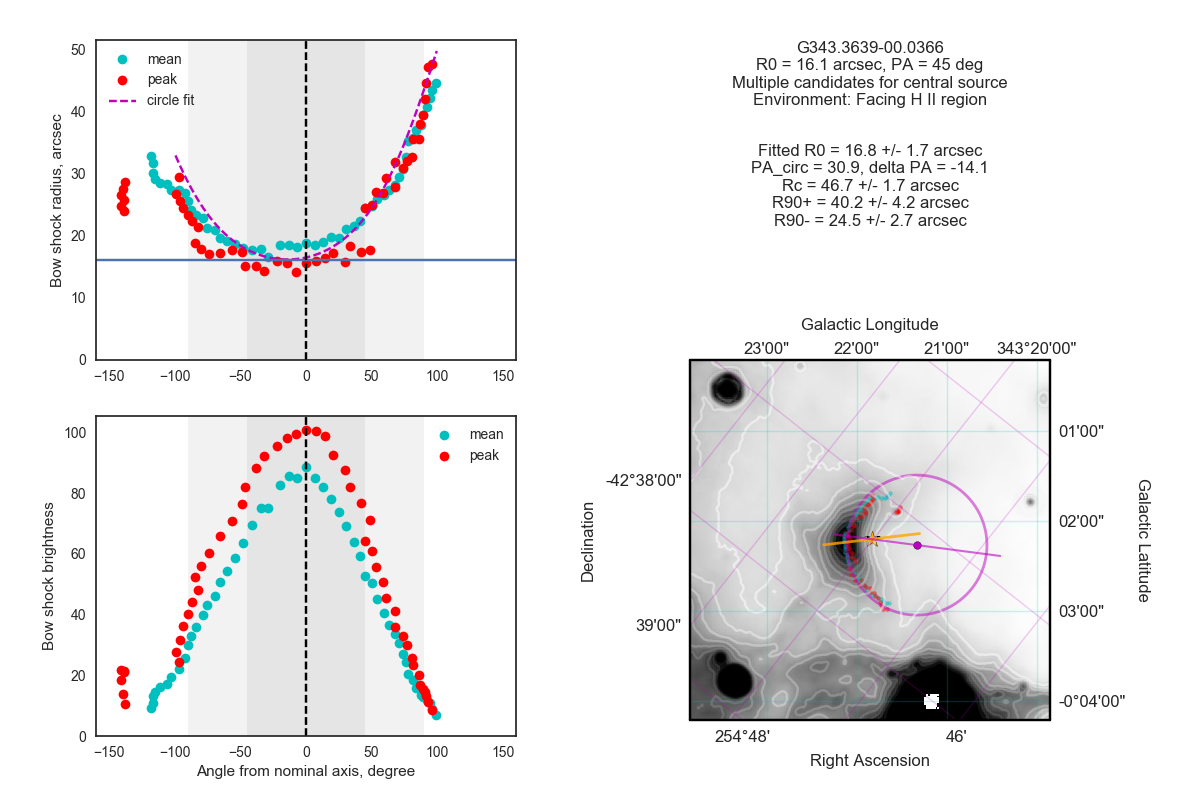 50
40
30
20
10
0
Bow shock radius, arcsec
mean
peak
circle fit
−150
−100
−50
0
50
100
150
100
80
60
40
20
0
Bow shock brightness
mean
peak
−150
−100
−50
0
50
100
150
Angle from nominal axis, degree
G343.3639-00.0366
R0 = 16.1 arcsec, PA = 45 deg
Multiple candidates for central source
Environment: Facing H II region
Fitted R0 = 16.8 +/- 1.7 arcsec
PA_circ = 30.9, delta PA = -14.1
Rc = 46.7 +/- 1.7 arcsec
R90+ = 40.2 +/- 4.2 arcsec
R90- = 24.5 +/- 2.7 arcsec
Galactic Longitude
23'00"
22'00"
21'00"
343°20'00"
-42°38'00"
39'00"
Declination
01'00"
02'00"
03'00"
-0°04'00"
Galactic Latitude
254°48'
46'
Right Ascension